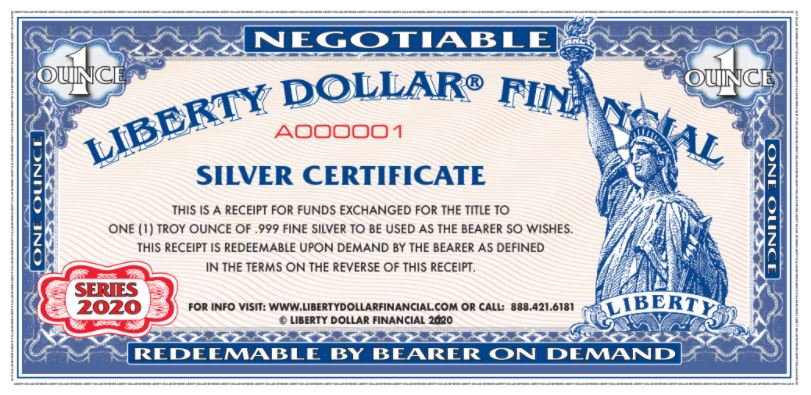 NEGOTIABLE
1
OUNCE
1
OUNCE
LIBERTY DOLLAR® FINANCIAL
A000001
SILVER CERTIFICATE
THIS IS A RECEIPT FOR FUNDS EXCHANGED FOR THE TITLE TO
ONE (1) TROY OUNCE OF .999 FINE SILVER TO BE USED AS THE BEARER SO WISHES.
THIS RECEIPT IS REDEEMABLE UPON DEMAND BY THE BEARER AS DEFINED
IN THE TERMS ON THE REVERSE OF THIS RECEIPT.
ONE OUNCE
ONE OUNCE
SERIES
2020
FOR INFO VISIT: WWW.LIBERTYDOLLARFINANCIAL.COM OR CALL: 888.421.6181
© LIBERTY DOLLAR FINANCIAL 2020
LIBERTY
REDEEMABLE BY BEARER ON DEMAND